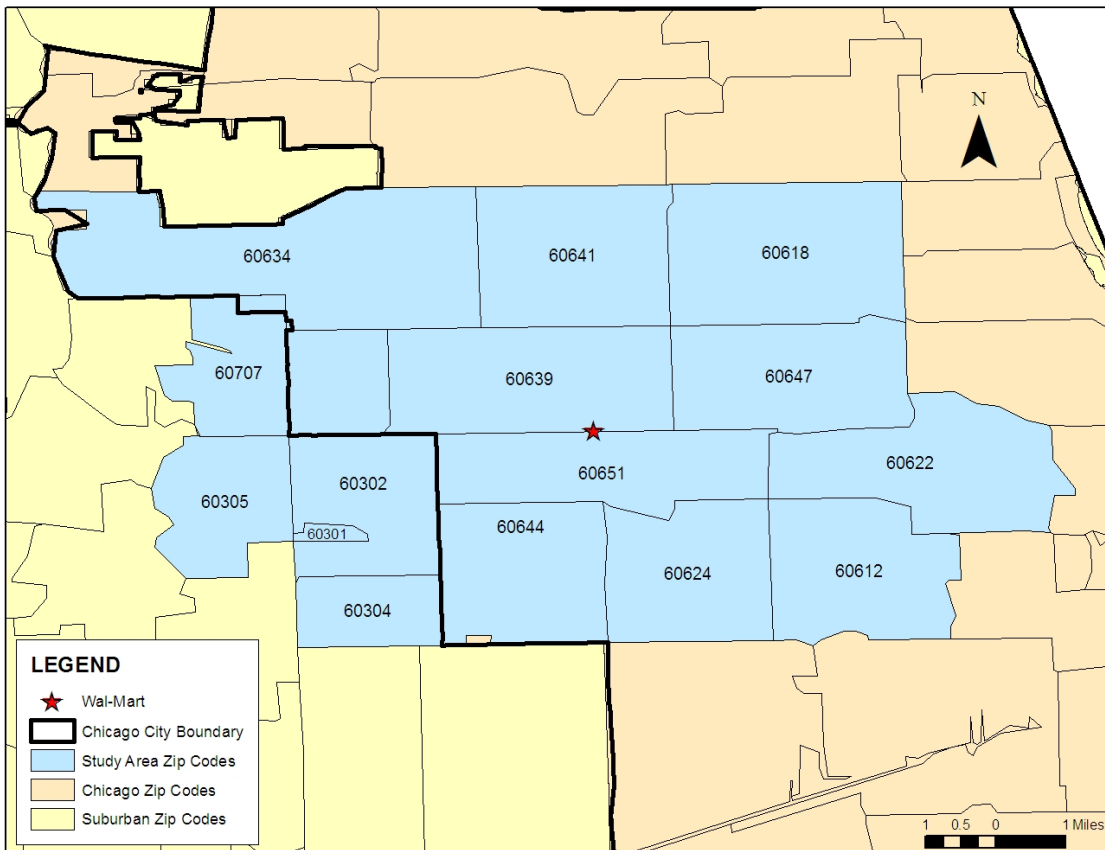 N
60634
60641
60618
60707
60639
60647
60651
60622
60302
60305
60301
60644
60624
60612
60304
LEGEND
Wal-Mart
Chicago City Boundary
Study Area Zip Codes
Chicago Zip Codes
Suburban Zip Codes
1 0.5 0 1 Miles